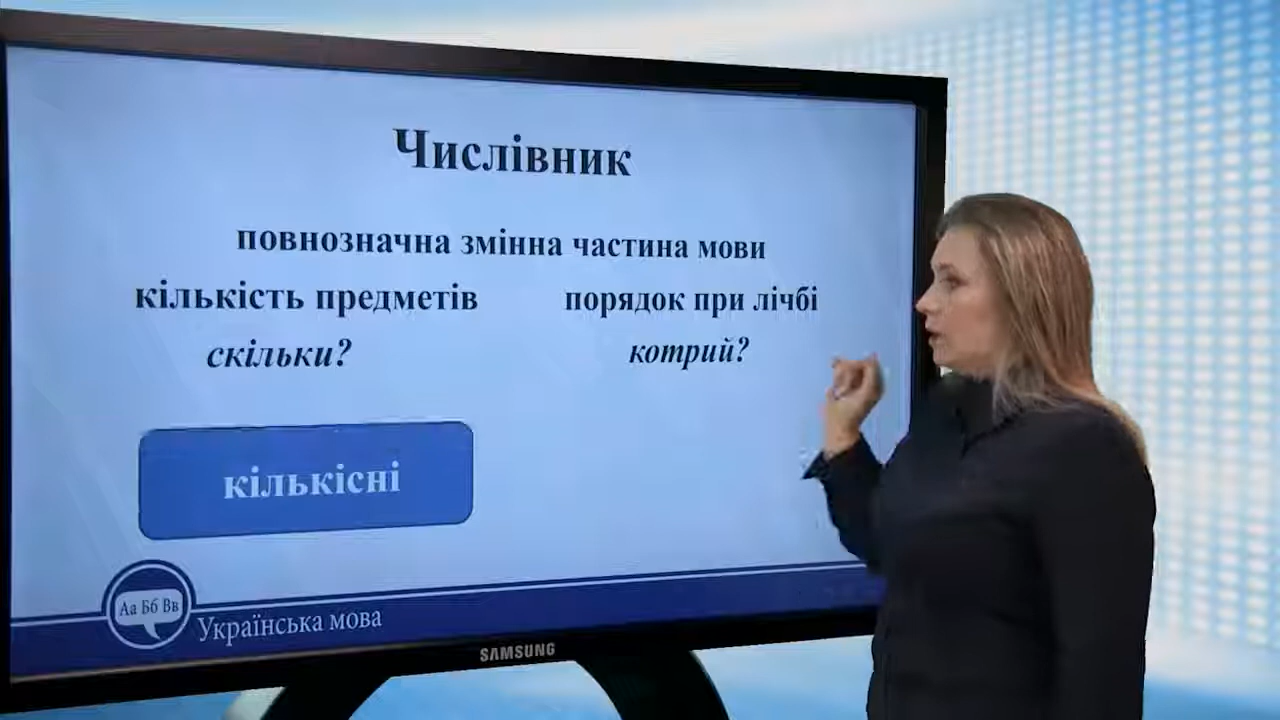 Числівник
повнозначна змінна частина мови
кількість предметів порядок при лічбі
скільки? котрий?
кількісні
Аа Бб Вв
Українська мова
SAMSUNG